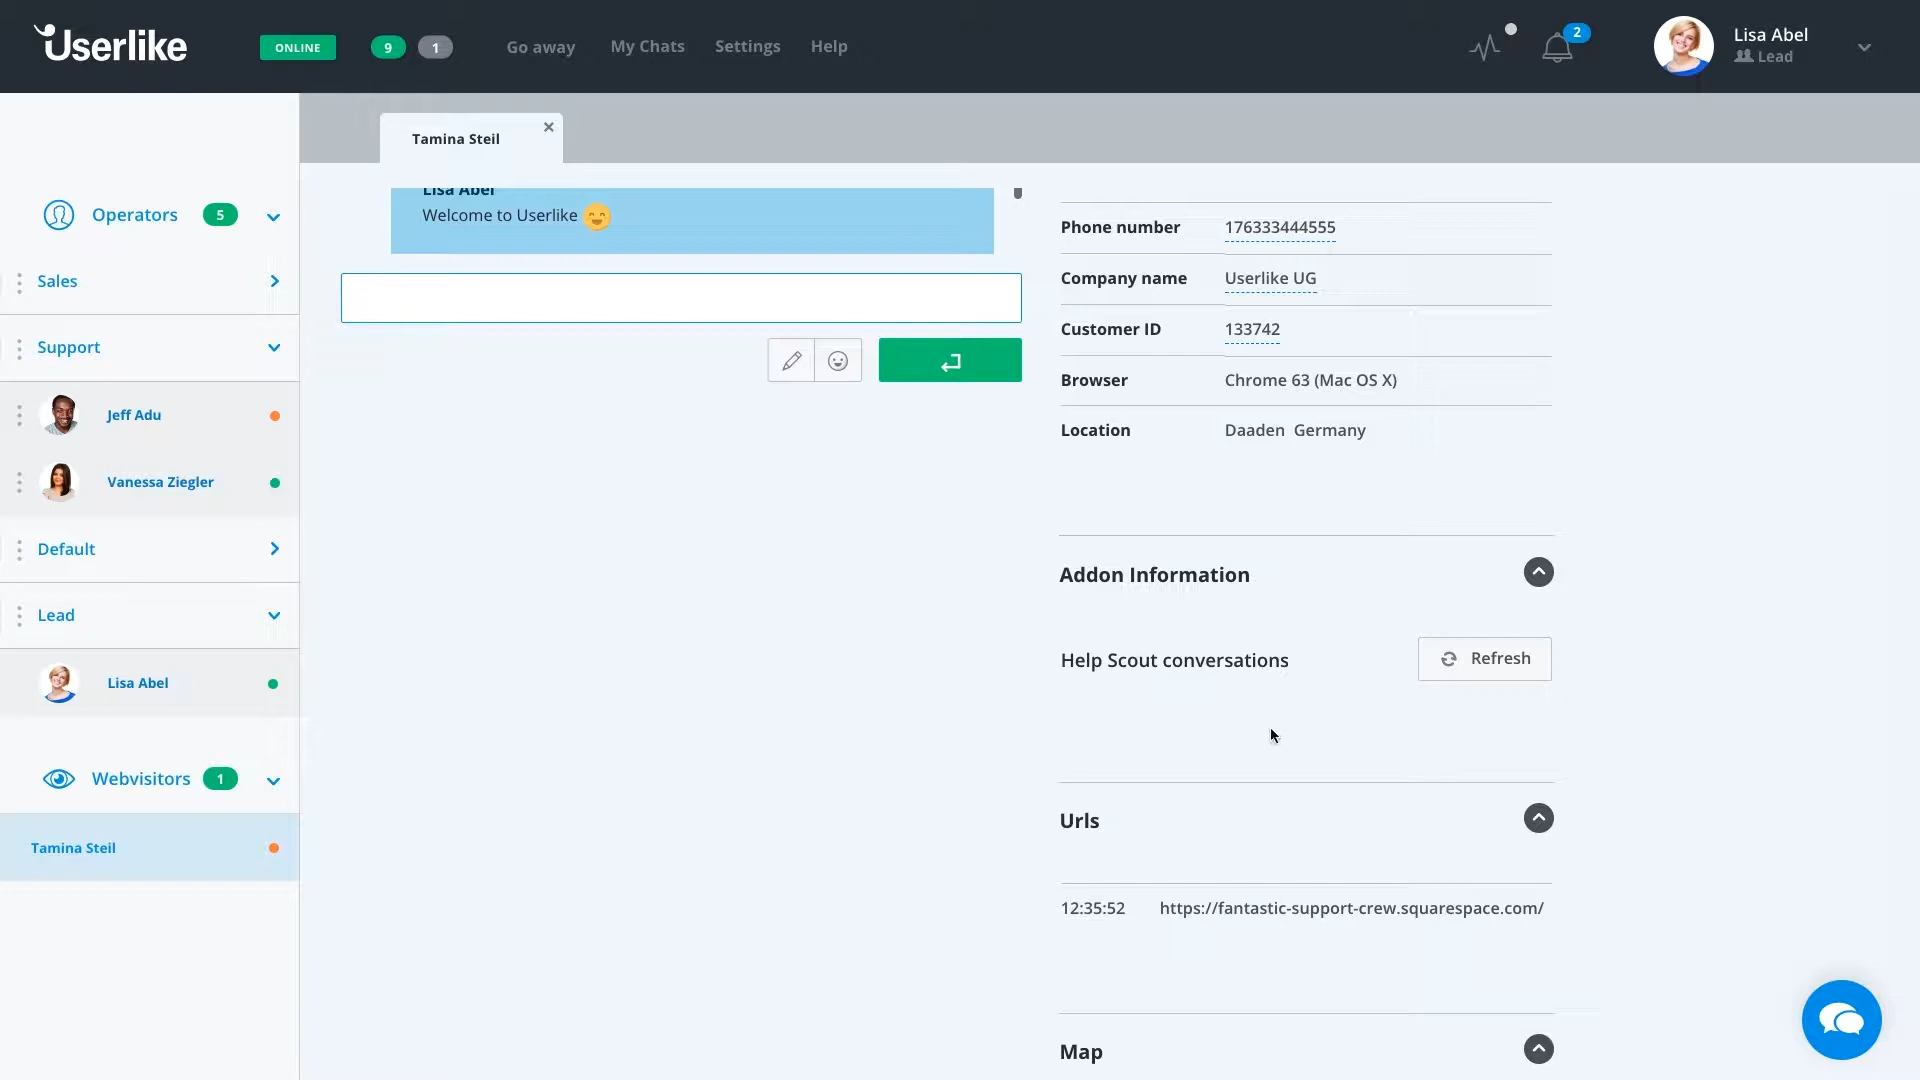 Userlike
ONLINE
9
1
Go away
My Chats
Settings
Help
2
Lisa Abel
Lead
Tamina Steil
Operators 5
Sales
Support
Jeff Adu
Vanessa Ziegler
Default
Lead
Lisa Abel
Webvisitors 1
Tamina Steil
Lisa Abel
Welcome to Userlike
Phone number 176333444555
Company name Userlike UG
Customer ID 133742
Browser Chrome 63 (Mac OS X)
Location Daaden Germany
Addon Information
Help Scout conversations
Refresh
Urls
12:35:52 https://fantastic-support-crew.squarespace.com/
Map